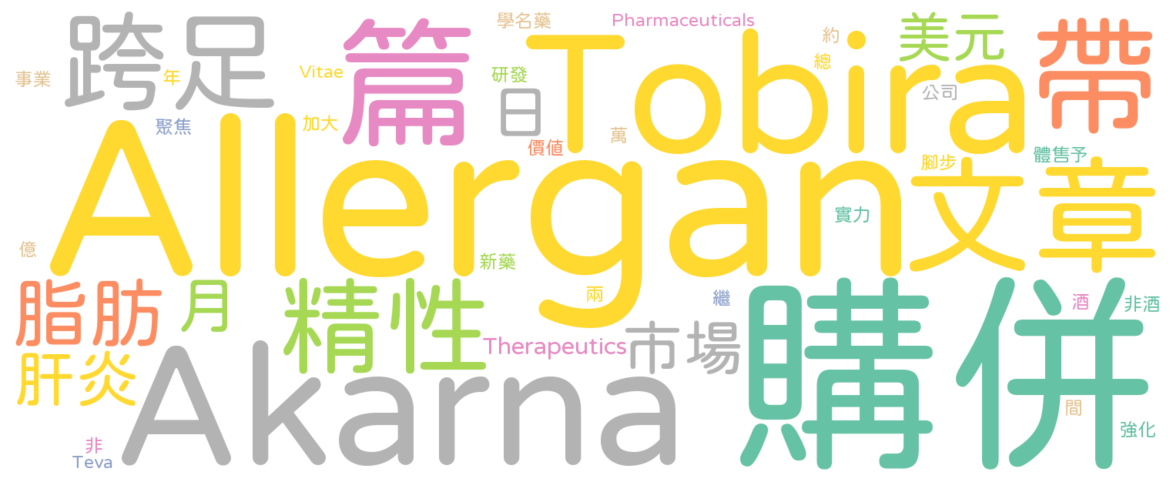 跨足
篇
學名藥
Pharmaceuticals
約
美元
帶
事業
年
Vitae
研發
Tobira
總
公司
日
聚焦
加大
萬
價值
體售予
腳步
Allergan
文章
實力
億
新藥
脂肪
月
精性
兩
繼
購併
酒
非酒
肝炎
Akarna
Therapeutics
市場
間
強化
非
Teva